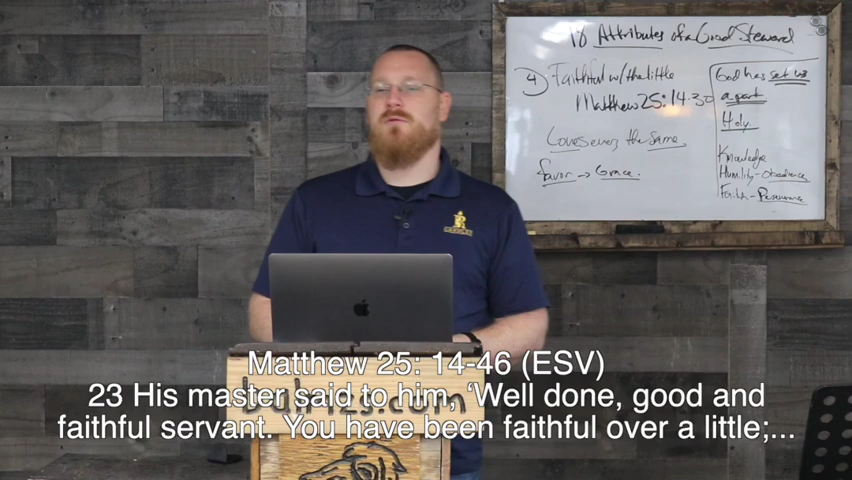 18 Attributes of a Good Steward
4) Faithful w/ the little
Matthew 25:14-30
Loves every the same
favor → Grace.
God has set us
apart
Holy
Knowledge
Humility - Obedience
Faith -
Matthew 25: 14-46 (ESV)
23 His master said to him, ‘Well done, good and
faithful servant. You have been faithful over a little;...